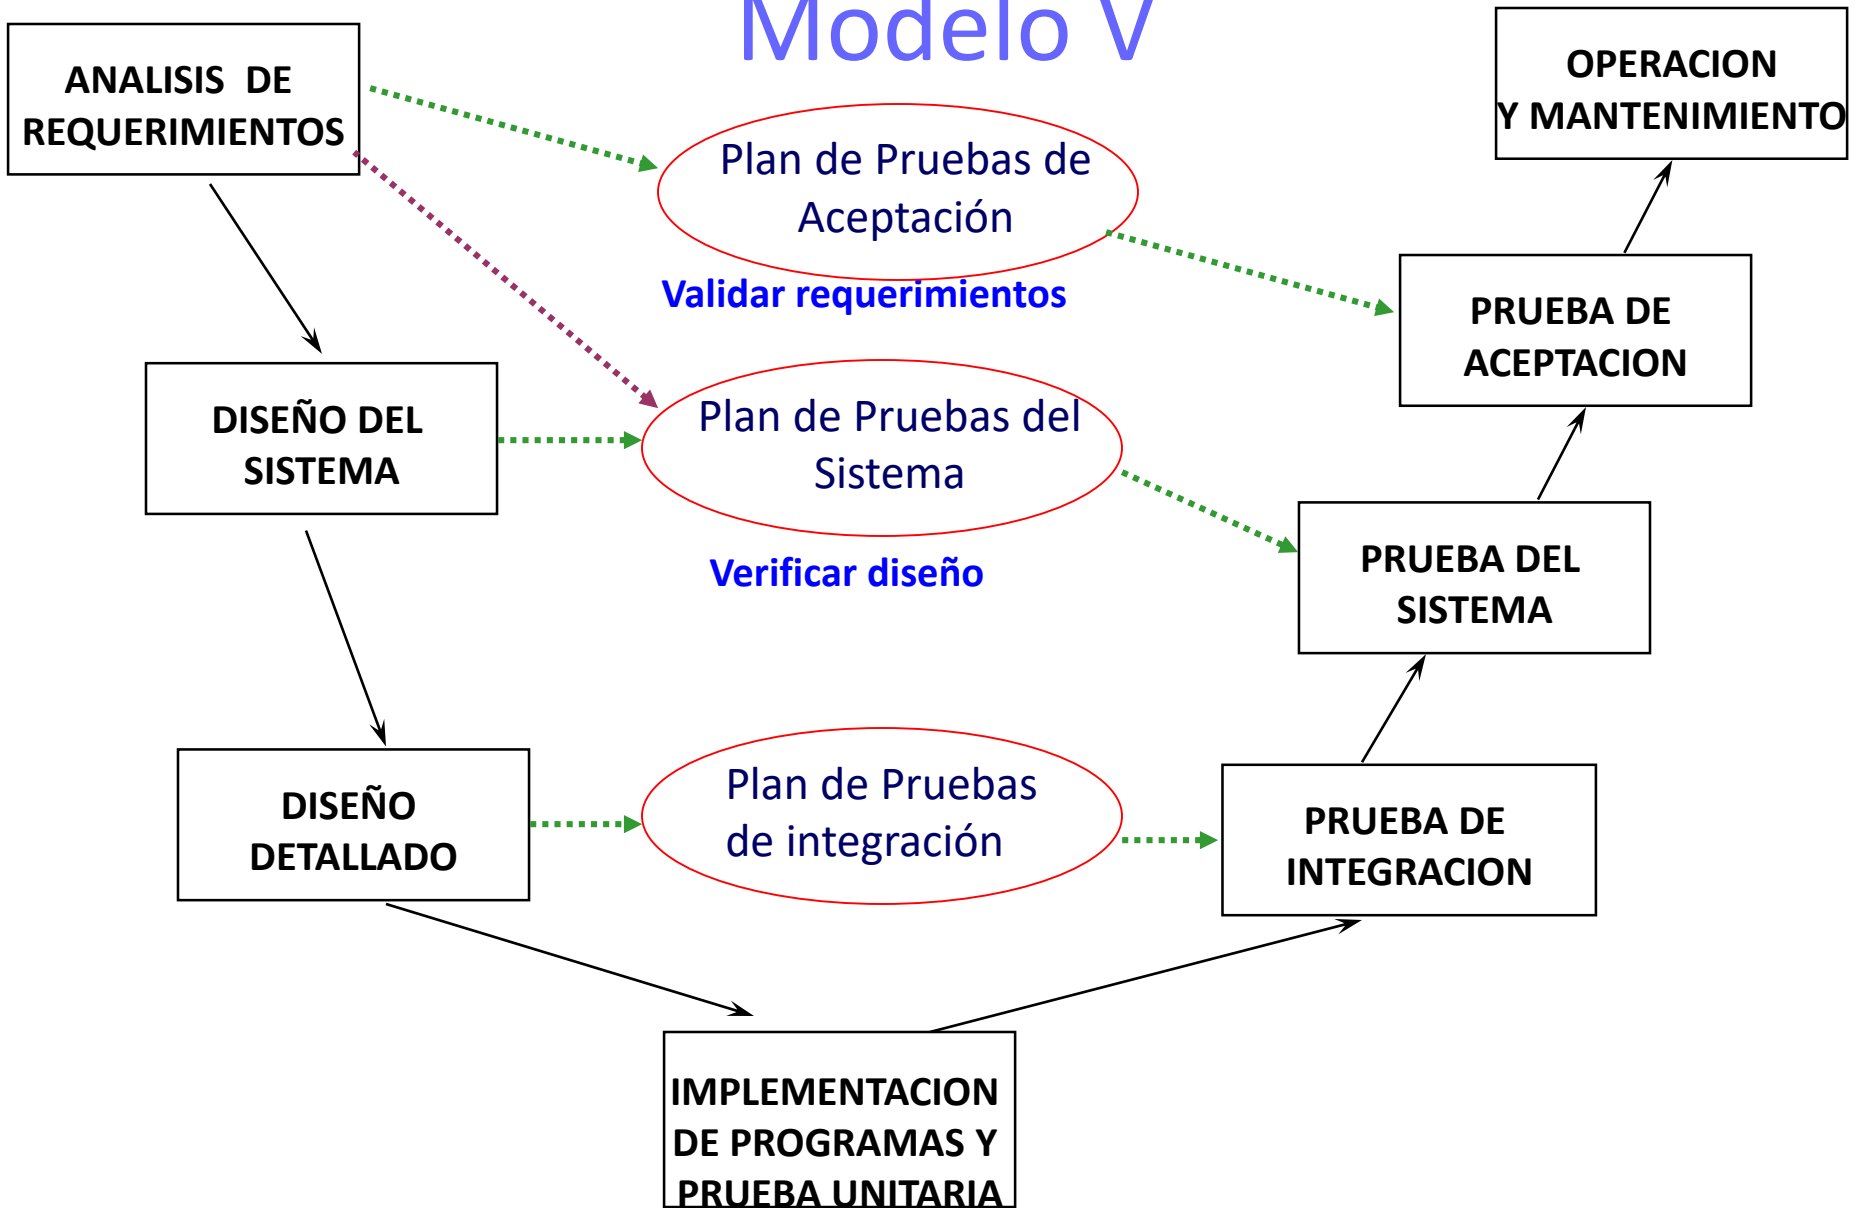 Modelo V
ANALISIS DE
REQUERIMIENTOS
OPERACION
Y MANTENIMIENTO
Plan de Pruebas de
Aceptación
Validar requerimientos
PRUEBA DE
ACEPTACION
DISEÑO DEL
SISTEMA
Plan de Pruebas del
Sistema
Verificar diseño
PRUEBA DEL
SISTEMA
DISEÑO
DETALLADO
Plan de Pruebas
de integración
PRUEBA DE
INTEGRACION
IMPLEMENTACION
DE PROGRAMAS Y
PRUEBA UNITARIA